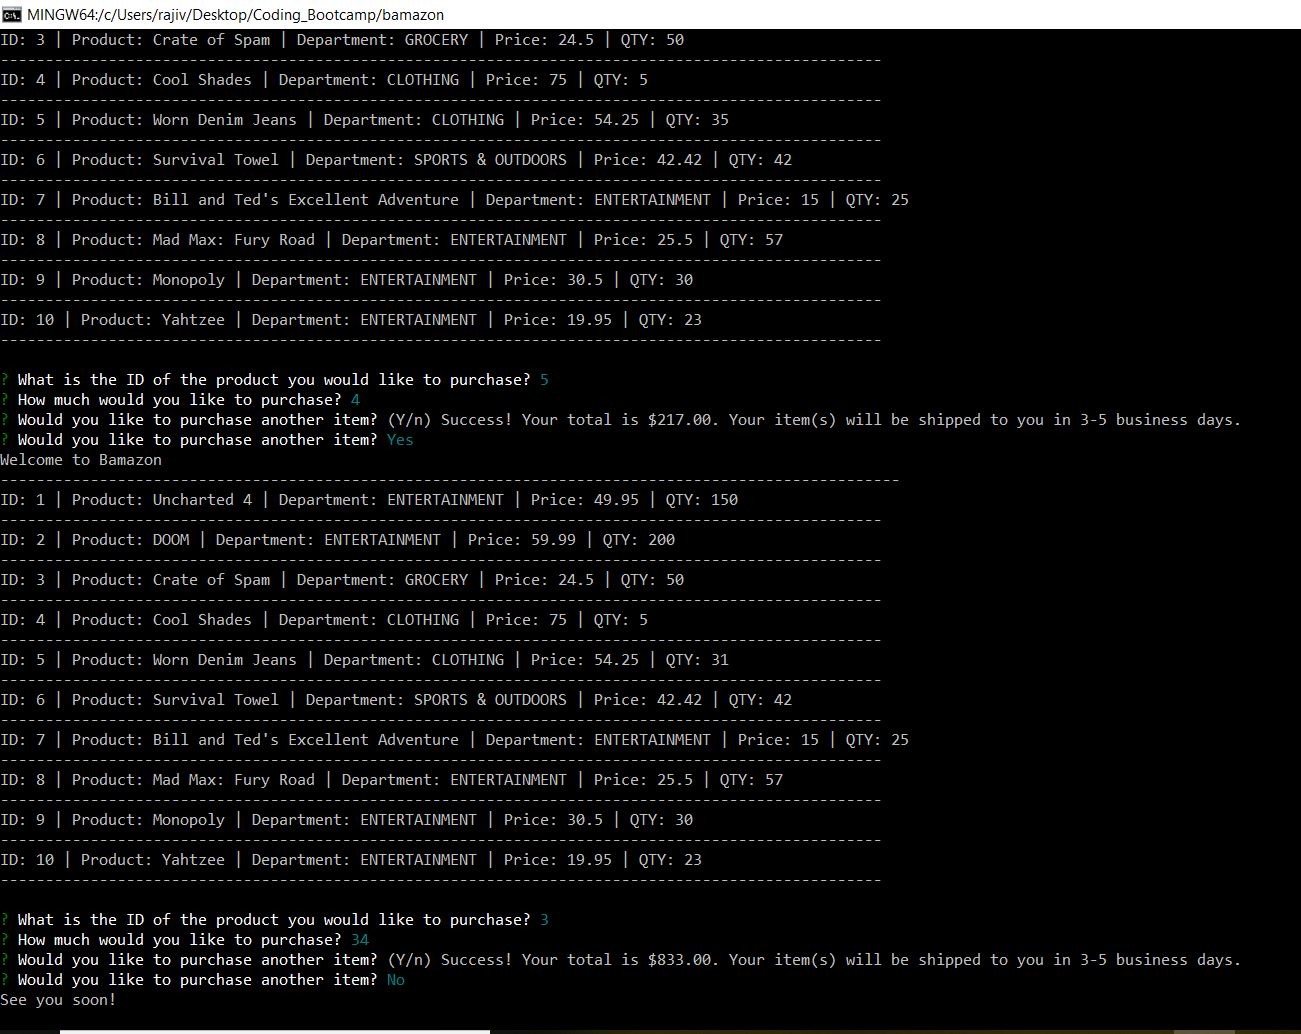 MINGW64:/c/Users/rajiv/Desktop/Coding_Bootcamp/bamazon
ID: 3 | Product: Crate of Spam | Department: GROCERY | Price: 24.5 | QTY: 50
--------------------------------------------------------------------------------------------------
ID: 4 | Product: Cool Shades | Department: CLOTHING | Price: 75 | QTY: 5
--------------------------------------------------------------------------------------------------
ID: 5 | Product: Worn Denim Jeans | Department: CLOTHING | Price: 54.25 | QTY: 35
--------------------------------------------------------------------------------------------------
ID: 6 | Product: Survival Towel | Department: SPORTS & OUTDOORS | Price: 42.42 | QTY: 42
--------------------------------------------------------------------------------------------------
ID: 7 | Product: Bill and Ted's Excellent Adventure | Department: ENTERTAINMENT | Price: 15 | QTY: 25
--------------------------------------------------------------------------------------------------
ID: 8 | Product: Mad Max: Fury Road | Department: ENTERTAINMENT | Price: 25.5 | QTY: 57
--------------------------------------------------------------------------------------------------
ID: 9 | Product: Monopoly | Department: ENTERTAINMENT | Price: 30.5 | QTY: 30
--------------------------------------------------------------------------------------------------
ID: 10 | Product: Yahtzee | Department: ENTERTAINMENT | Price: 19.95 | QTY: 23
--------------------------------------------------------------------------------------------------
? What is the ID of the product you would like to purchase? 5
? How much would you like to purchase? 4
? Would you like to purchase another item? (Y/n) Success! Your total is $217.00. Your item(s) will be shipped to you in 3-5 business days.
? Would you like to purchase another item? Yes
Welcome to Bamazon
----------------------------------------------------------------------------------------------------
ID: 1 | Product: Uncharted 4 | Department: ENTERTAINMENT | Price: 49.95 | QTY: 150
--------------------------------------------------------------------------------------------------
ID: 2 | Product: DOOM | Department: ENTERTAINMENT | Price: 59.99 | QTY: 200
--------------------------------------------------------------------------------------------------
ID: 3 | Product: Crate of Spam | Department: GROCERY | Price: 24.5 | QTY: 50
--------------------------------------------------------------------------------------------------
ID: 4 | Product: Cool Shades | Department: CLOTHING | Price: 75 | QTY: 5
--------------------------------------------------------------------------------------------------
ID: 5 | Product: Worn Denim Jeans | Department: CLOTHING | Price: 54.25 | QTY: 31
--------------------------------------------------------------------------------------------------
ID: 6 | Product: Survival Towel | Department: SPORTS & OUTDOORS | Price: 42.42 | QTY: 42
--------------------------------------------------------------------------------------------------
ID: 7 | Product: Bill and Ted's Excellent Adventure | Department: ENTERTAINMENT | Price: 15 | QTY: 25
--------------------------------------------------------------------------------------------------
ID: 8 | Product: Mad Max: Fury Road | Department: ENTERTAINMENT | Price: 25.5 | QTY: 57
--------------------------------------------------------------------------------------------------
ID: 9 | Product: Monopoly | Department: ENTERTAINMENT | Price: 30.5 | QTY: 30
--------------------------------------------------------------------------------------------------
ID: 10 | Product: Yahtzee | Department: ENTERTAINMENT | Price: 19.95 | QTY: 23
--------------------------------------------------------------------------------------------------
? What is the ID of the product you would like to purchase? 3
? How much would you like to purchase? 34
? Would you like to purchase another item? (Y/n) Success! Your total is $833.00. Your item(s) will be shipped to you in 3-5 business days.
? Would you like to purchase another item? No
See you soon!